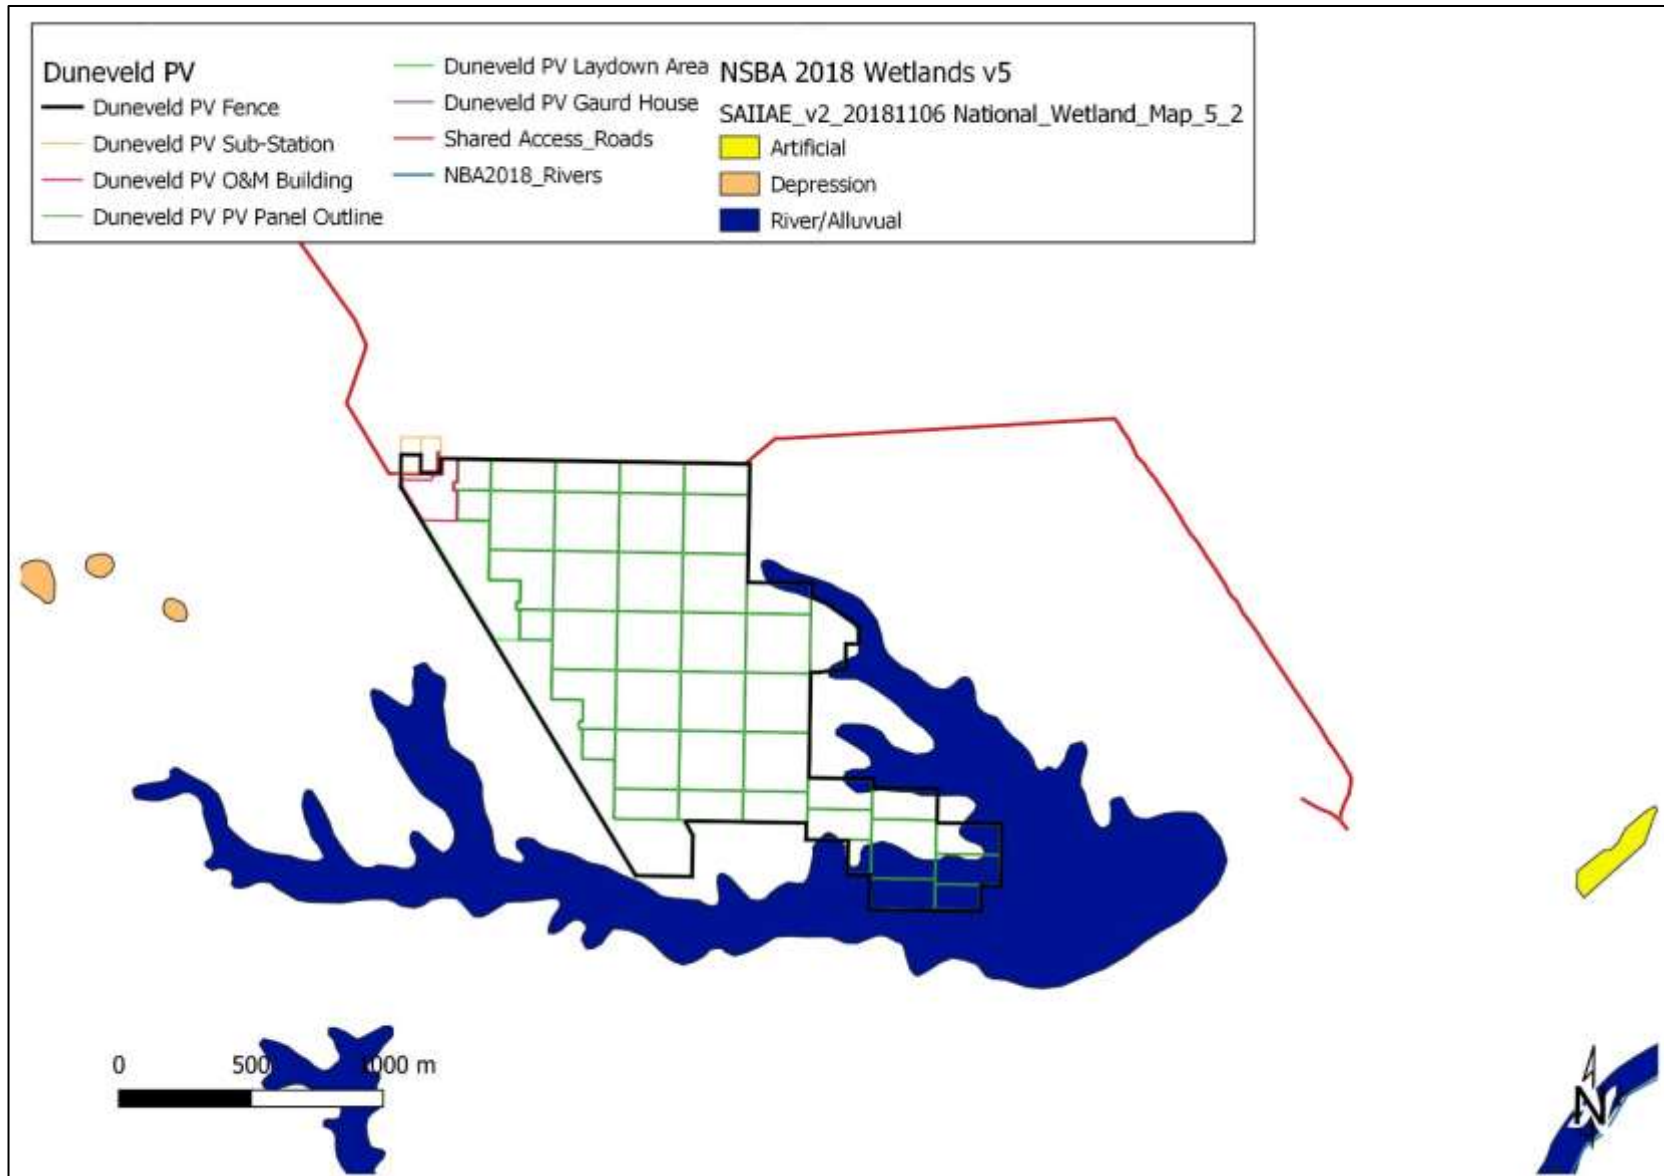 Duneveld PV
Duneveld PV Fence
Duneveld PV Sub-Station
Duneveld PV O&M Building
Duneveld PV PV Panel Outline
Duneveld PV Laydown Area
Duneveld PV Gaurd House
Shared Access_Roads
NBA2018_Rivers
NSBA 2018 Wetlands v5
SAIIAE_v2_20181106 National_Wetland_Map_5_2
Artificial
Depression
River/Alluvual
0 500 1000 m
N